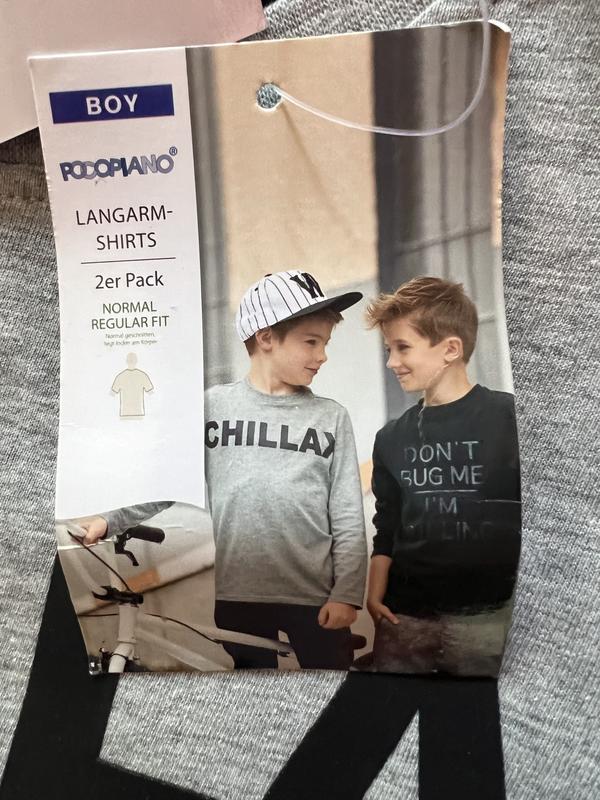 BOY
POCOPIANO®
LANGARM-
SHIRTS
2er Pack
NORMAL
REGULAR FIT
Normal geschnitten,
liegt locker am Körper
W
CHILLAX
DON'T
BUG ME
I'M